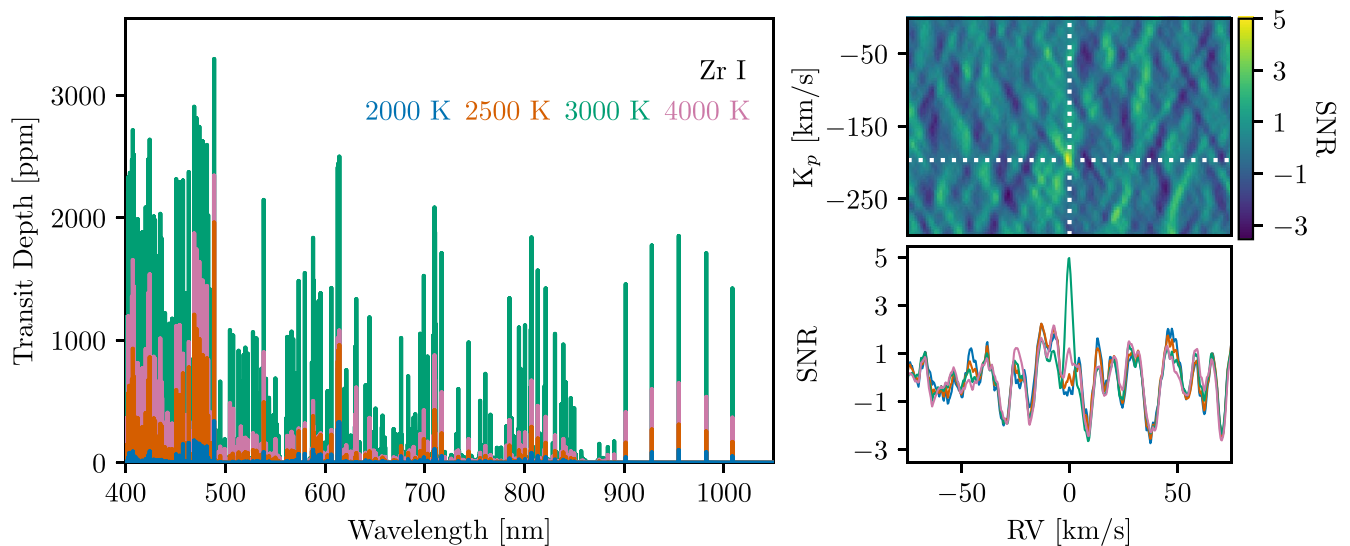 Zr I
2000 K 2500 K 3000 K 4000 K
3000
2000
1000
0
Transit Depth [ppm]
400 500 600 700 800 900 1000
Wavelength [nm]
−50
−150
−250
K_p [km/s]
5
3
1
−1
−3
SNR
5
3
1
−1
−3
SNR
−50 0 50
RV [km/s]